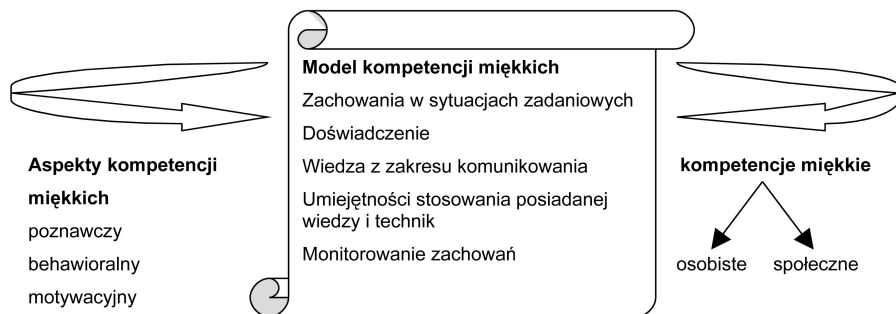 Model kompetencji miękkich
Zachowania w sytuacjach zadaniowych
Doświadczenie
Wiedza z zakresu komunikowania
Umiejętności stosowania posiadanej
wiedzy i technik
Monitorowanie zachowań
Aspekty kompetencji
miękkich
poznawczy
behawioralny
motywacyjny
kompetencje miękkie
osobiste
społeczne